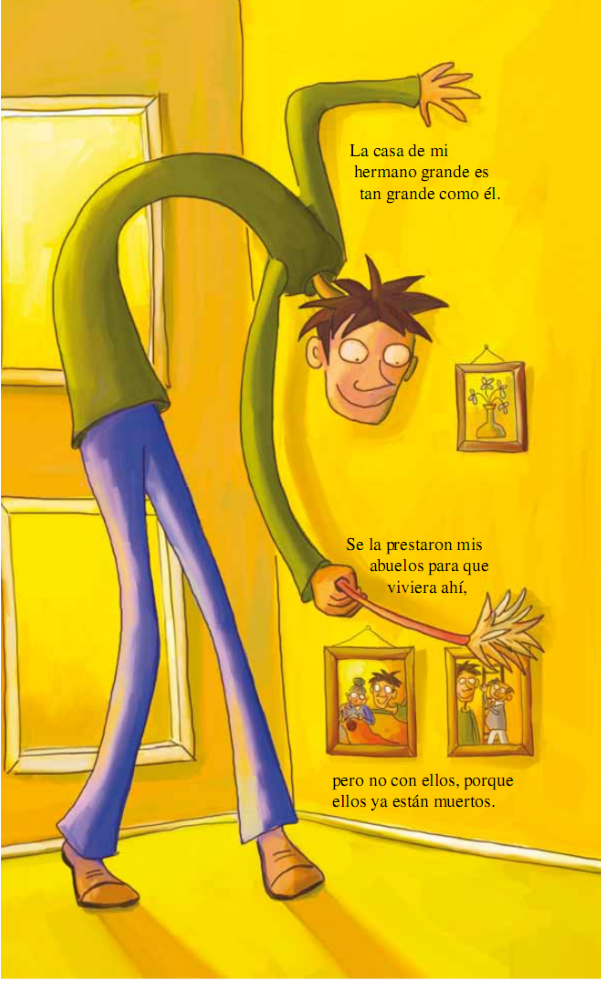 La casa de mi
hermano grande es
tan grande como él.
Se la prestaron mis
abuelos para que
viviera ahí,
pero no con ellos, porque
ellos ya están muertos.